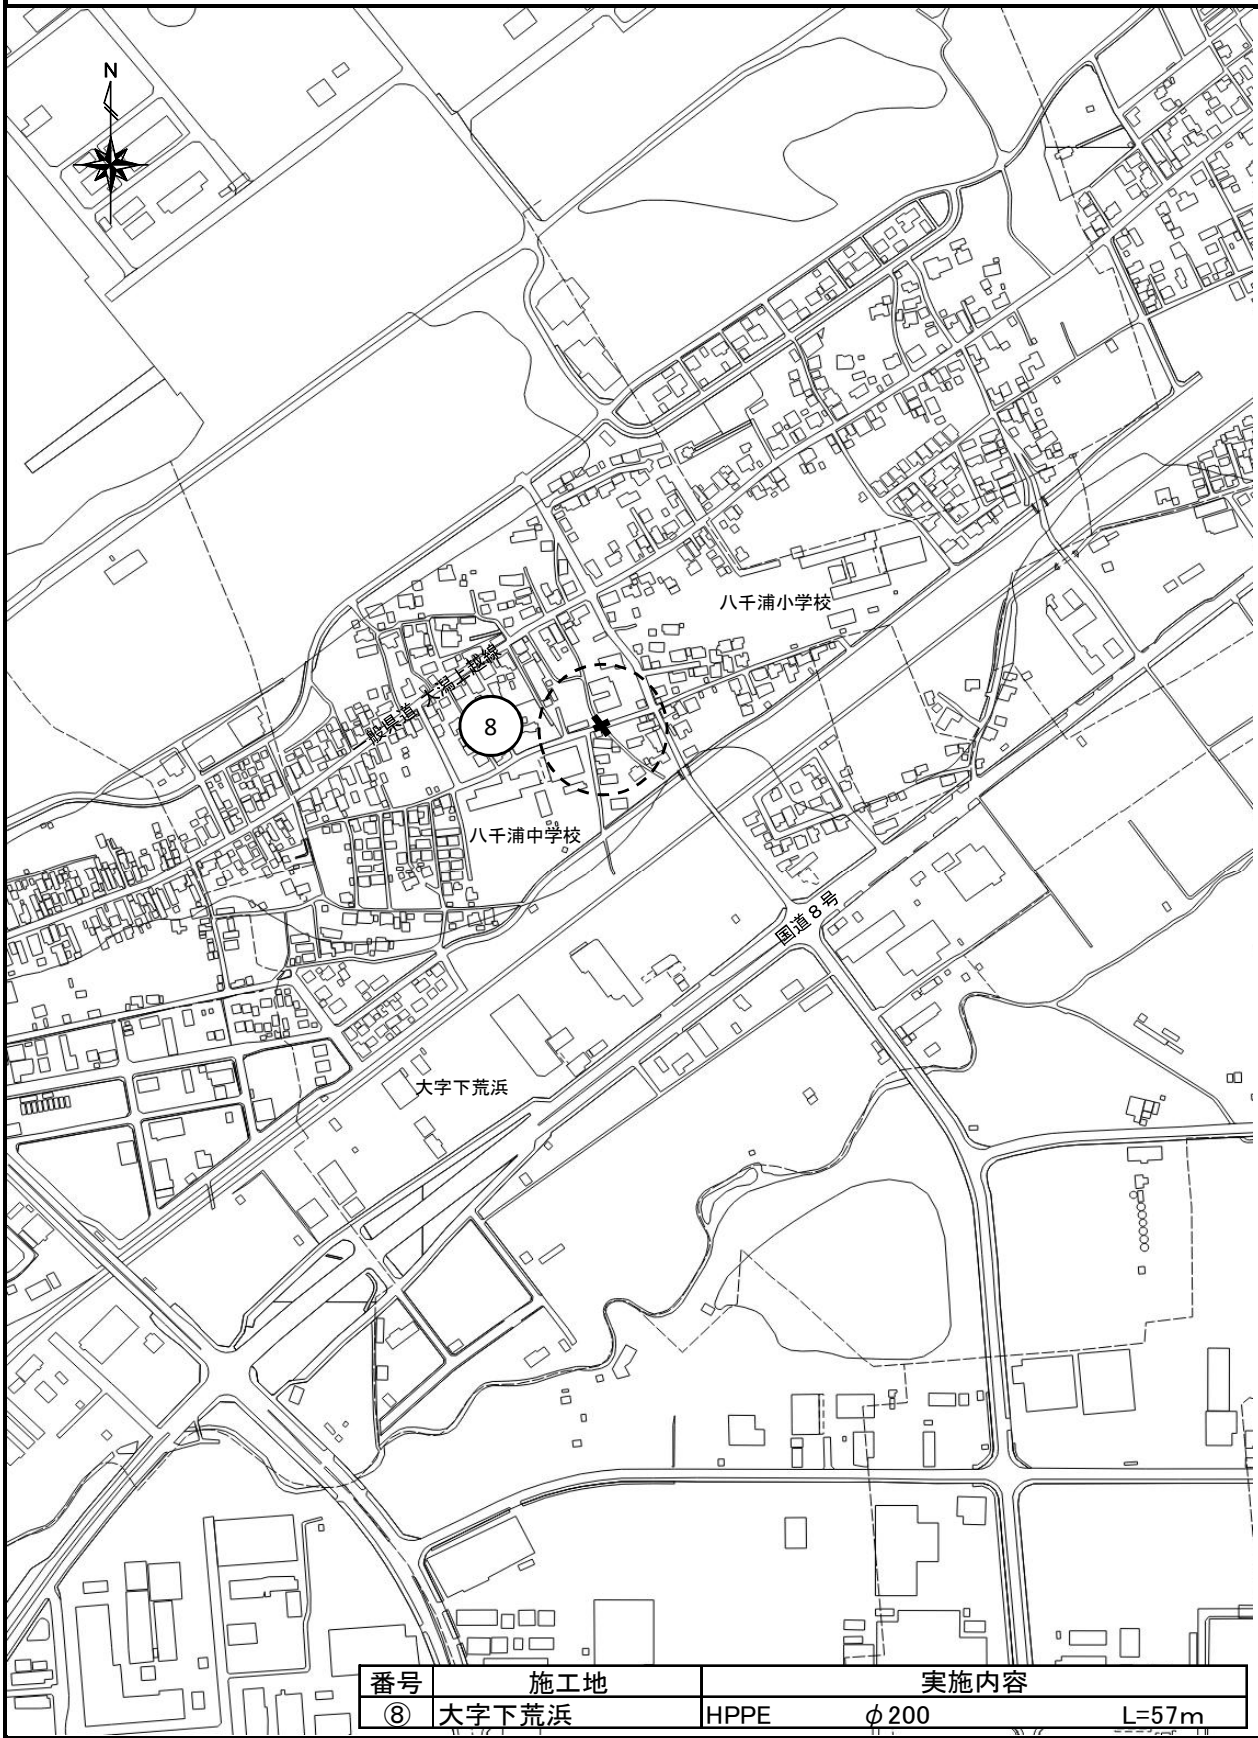 N
八千浦小学校
一般県道 大潟上越線
8
八千浦中学校
国道8号
大字下荒浜
番号 施工地 実施内容
⑧ 大字下荒浜 HPPE φ200 L=57m